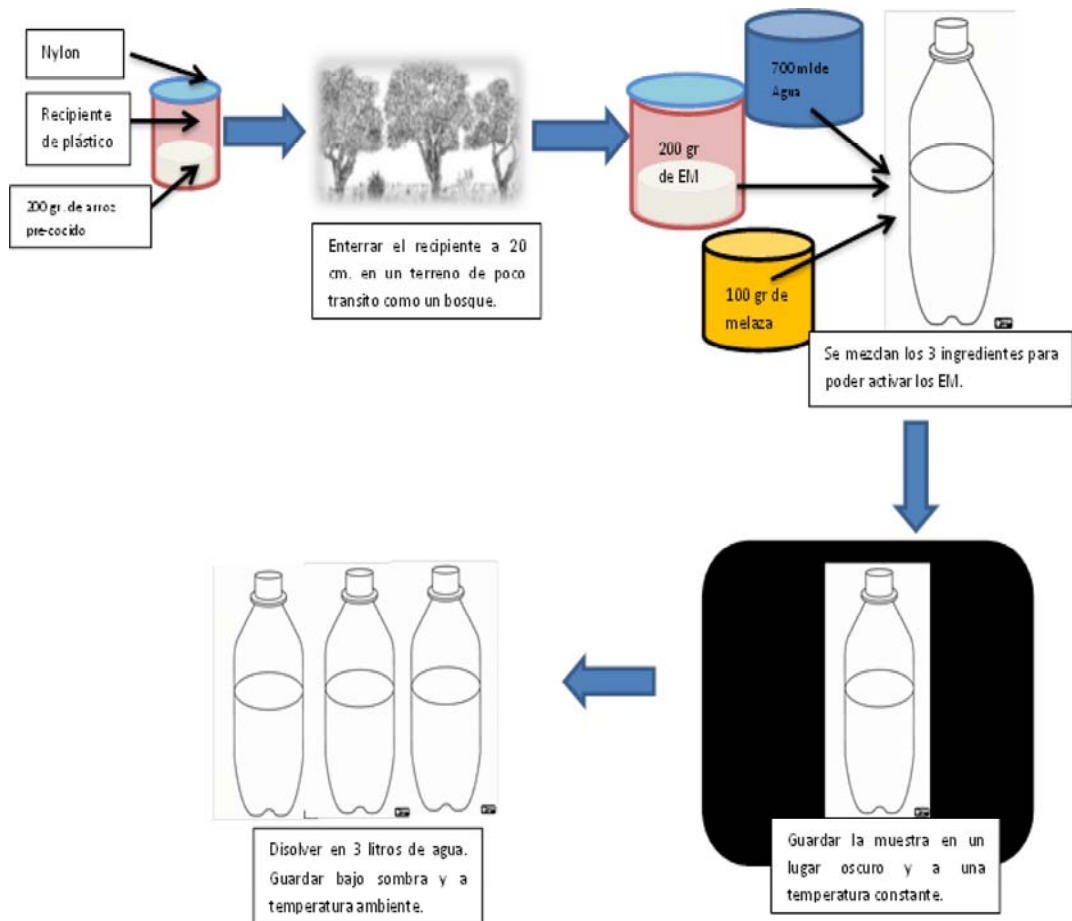 Nylon
Recipiente
de plástico
200 gr. de arroz
pre-cocido
Enterrar el recipiente a 20
cm. en un terreno de poco
transito como un bosque.
200 gr
de EM
700 ml de
Agua
100 gr de
melaza
Se mezclan los 3 ingredientes para
poder activar los EM.
Guardar la muestra en un
lugar oscuro y a una
temperatura constante.
Disolver en 3 litros de agua.
Guardar bajo sombra y a
temperatura ambiente.